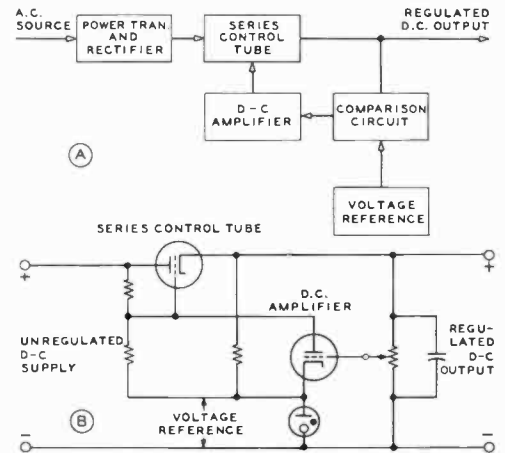 A.C.
SOURCE
POWER TRAN.
AND
RECTIFIER
SERIES
CONTROL
TUBE
REGULATED
D.C. OUTPUT
D-C
AMPLIFIER
COMPARISON
CIRCUIT
A
VOLTAGE
REFERENCE
SERIES CONTROL TUBE
+
+
D.C.
AMPLIFIER
UNREGULATED
D-C
SUPPLY
REGU-
LATED
D-C
OUTPUT
VOLTAGE
REFERENCE
B
−
−